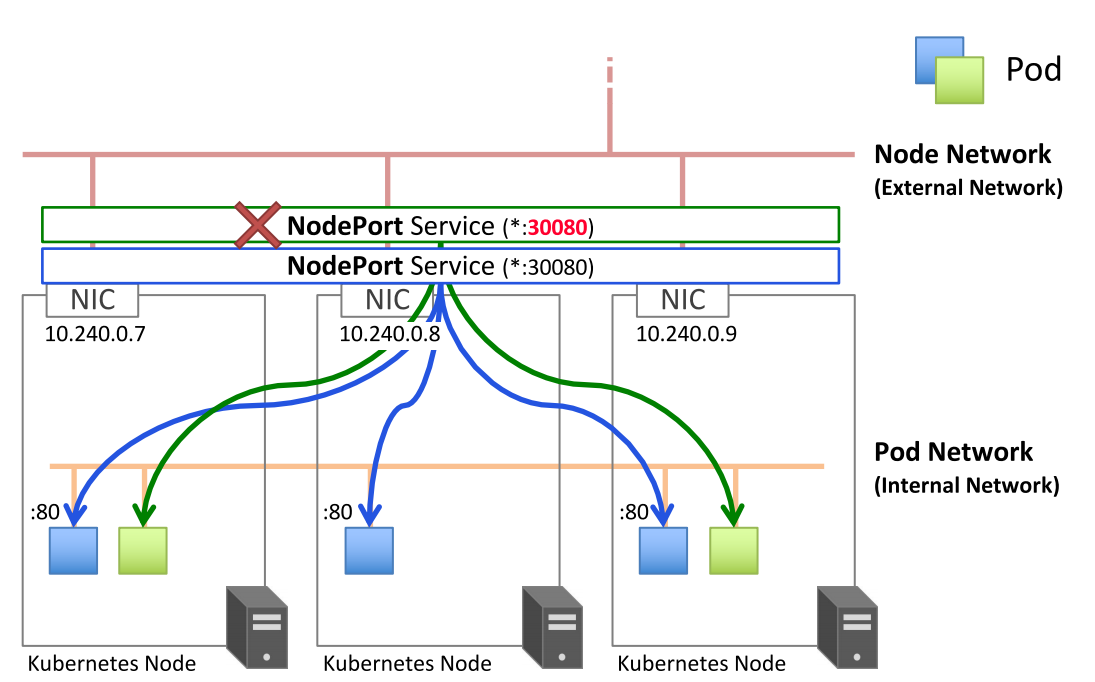 Pod
Node Network
(External Network)
NodePort Service (*:30080)
NodePort Service (*:30080)
NIC
NIC
NIC
10.240.0.7
10.240.0.8
10.240.0.9
Pod Network
(Internal Network)
:80
:80
:80
Kubernetes Node
Kubernetes Node
Kubernetes Node